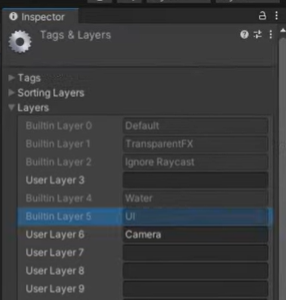 Inspector
Tags & Layers
Tags
Sorting Layers
Layers
Builtin Layer 0 Default
Builtin Layer 1 TransparentFX
Builtin Layer 2 Ignore Raycast
User Layer 3
Builtin Layer 4 Water
Builtin Layer 5 UI
User Layer 6 Camera
User Layer 7
User Layer 8
User Layer 9